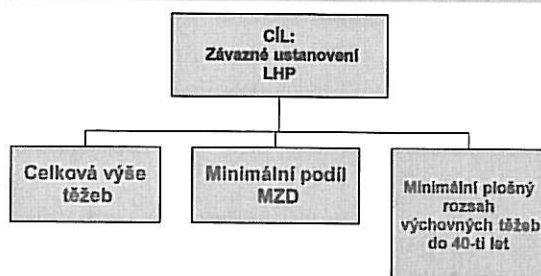 CÍL:
Závazné ustanovení
LHP
Celková výše
těžeb
Minimální podíl
MZD
Minimální plošný
rozsah
výchovných těžeb
do 40-ti let